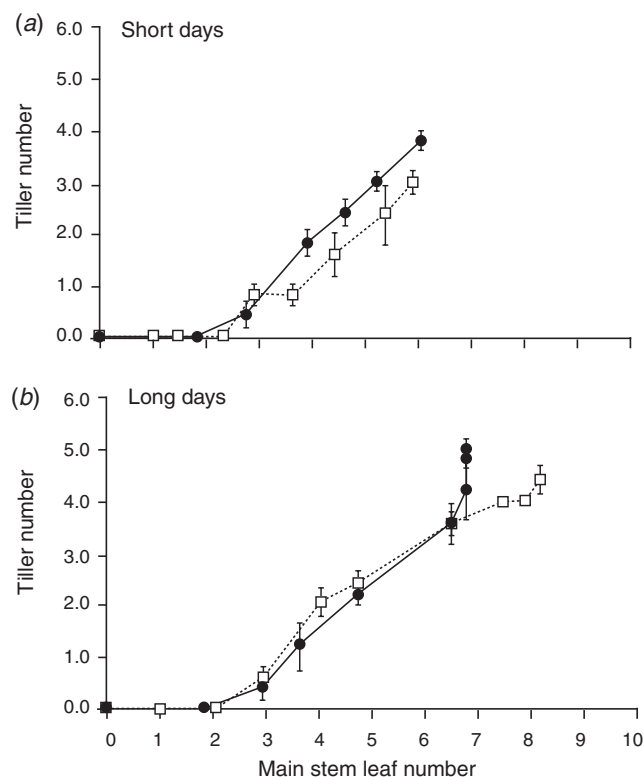 (a)
Short days
6.0
5.0
4.0
3.0
2.0
1.0
0.0
Tiller number
(b)
Long days
6.0
5.0
4.0
3.0
2.0
1.0
0.0
Tiller number
0 1 2 3 4 5 6 7 8 9 10
Main stem leaf number